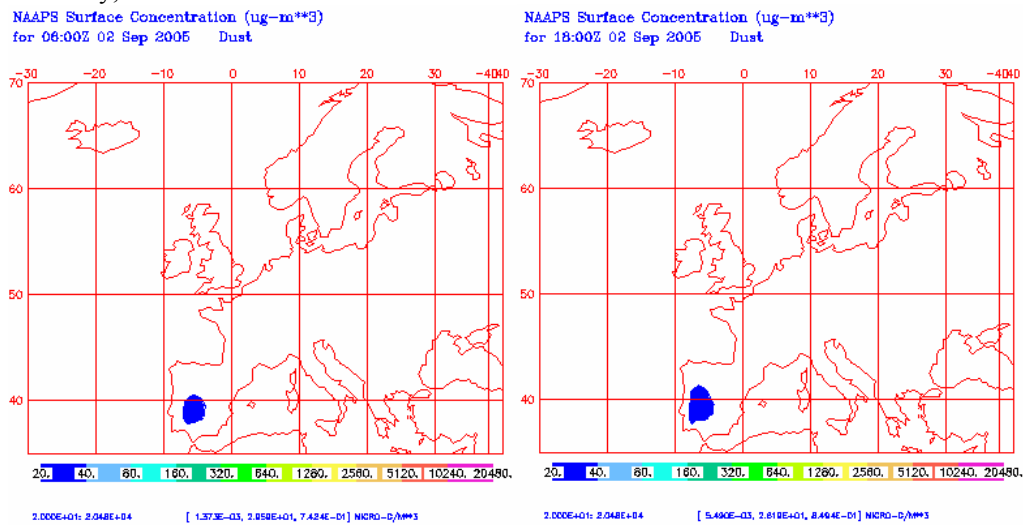 NAAPS Surface Concentration (ug-m**3)
for 06:00Z 02 Sep 2005 Dust
-30 -20 -10 0 10 20 30 -40 40
70
60
50
40
20. 40. 80. 160. 320. 640. 1280. 2560. 5120. 10240. 20480.
2.000E+01: 2.048E+04 [ 1.373E-03, 2.959E+01, 7.424E-01] MICRO-G/M**3
NAAPS Surface Concentration (ug-m**3)
for 18:00Z 02 Sep 2005 Dust
-30 -20 -10 0 10 20 30 -40 40
70
60
50
40
20. 40. 80. 160. 320. 640. 1280. 2560. 5120. 10240. 20480.
2.000E+01: 2.048E+04 [ 5.490E-03, 2.619E+01, 8.494E-01] MICRO-G/M**3